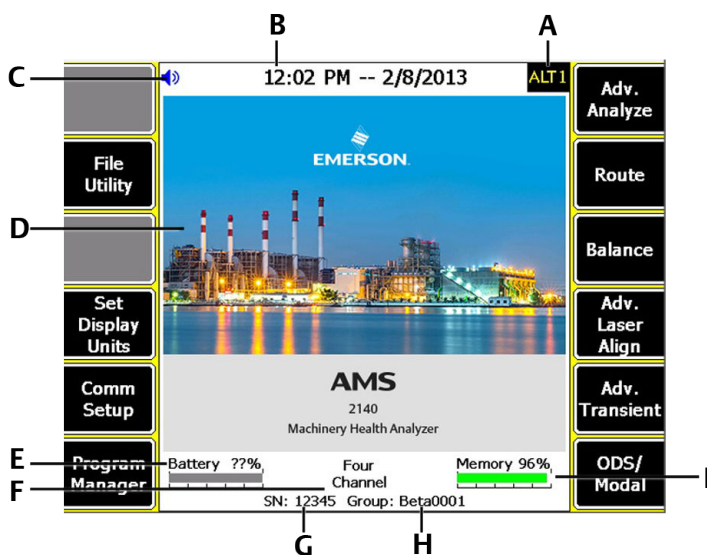 B
A
C
12:02 PM -- 2/8/2013
ALT1
Adv.
Analyze
File
Utility
EMERSON
Route
D
Balance
Set
Display
Units
Adv.
Laser
Align
Comm
Setup
AMS
2140
Machinery Health Analyzer
Adv.
Transient
E
F
Program
Manager
Battery ??%
Four
Channel
Memory 96%
ODS/
Modal
I
SN: 12345 Group: Beta0001
G
H